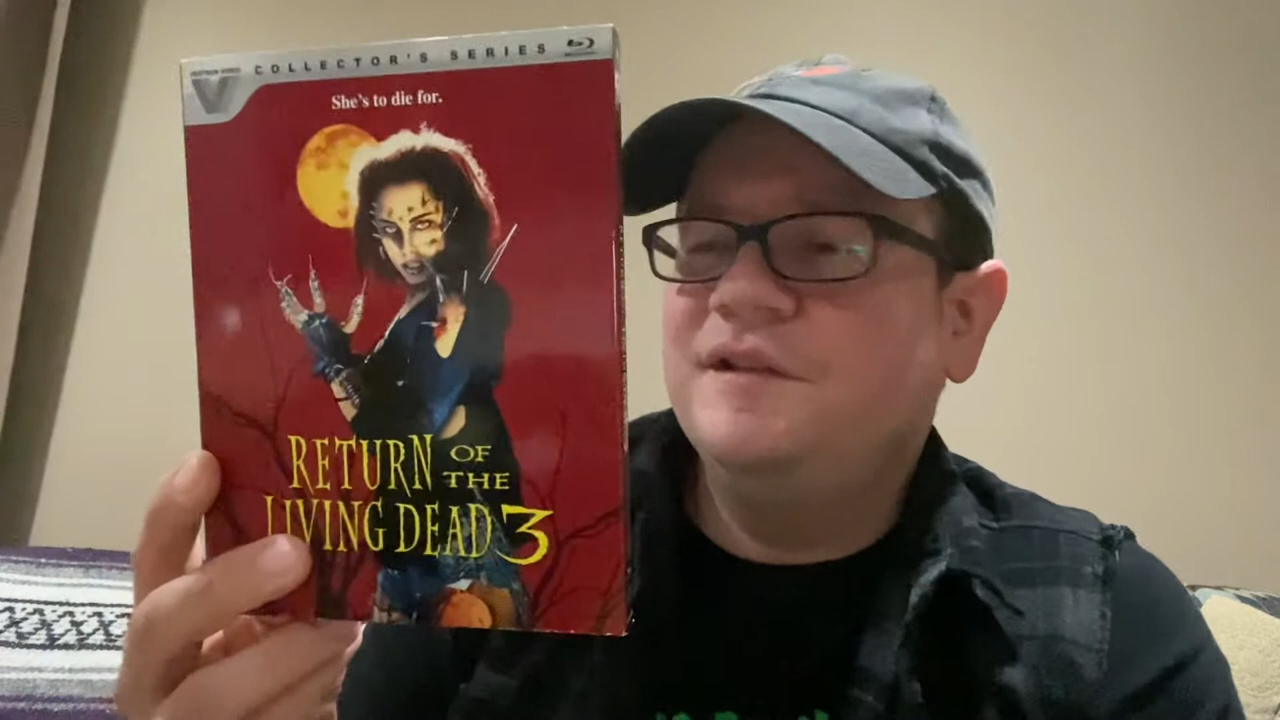 COLLECTOR'S SERIES
She's to die for.
RETURN OF THE
LIVING DEAD 3